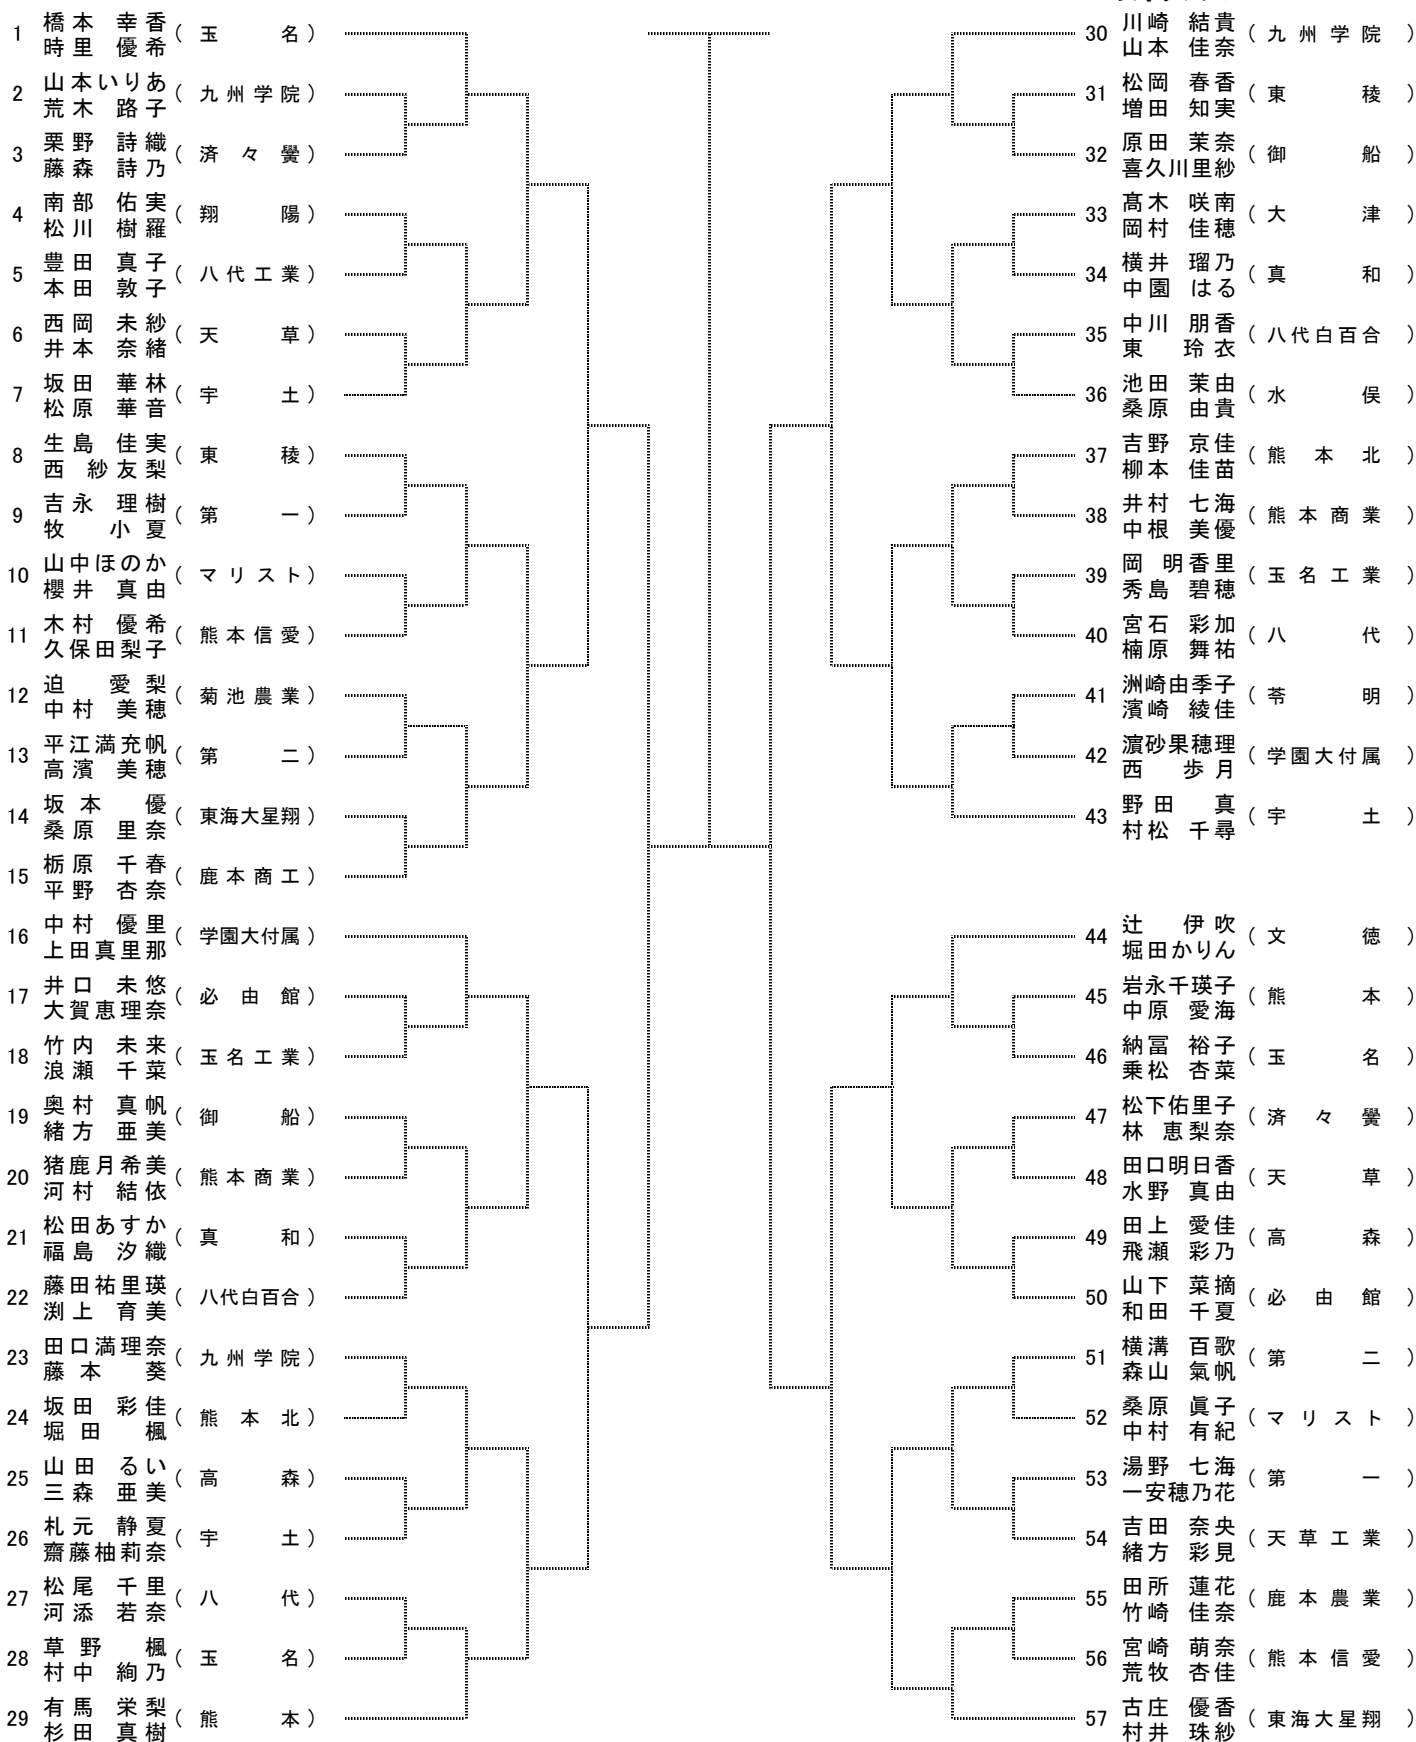 1 橋本 幸香 (玉名)
時里 優希
2 山本いりあ (九州学院)
荒木 路子
3 栗野 詩織 (済々黌)
藤森 詩乃
4 南部 佑実 (翔陽)
松川 樹羅
5 豊田 真子 (八代工業)
本田 敦子
6 西岡 未紗 (天草)
井本 奈緒
7 坂田 華林 (宇土)
松原 華音
8 生島 佳実 (東稜)
西 紗友梨
9 吉永 理樹 (第一)
牧 小夏
10 山中ほのか (マリスト)
櫻井 真由
11 木村 優希 (熊本信愛)
久保田梨子
12 迫 愛梨 (菊池農業)
中村 美穂
13 平江満充帆 (第二)
高濱 美穂
14 坂本 優 (東海大星翔)
桑原 里奈
15 栃原 千春 (鹿本商工)
平野 杏奈
16 中村 優里 (学園大付属)
上田真里那
17 井口 未悠 (必由館)
大賀恵理奈
18 竹内 未来 (玉名工業)
浪瀬 千菜
19 奥村 真帆 (御船)
緒方 亜美
20 猪鹿月希美 (熊本商業)
河村 結依
21 松田あすか (真和)
福島 汐織
22 藤田祐里瑛 (八代白百合)
渕上 育美
23 田口満理奈 (九州学院)
藤本 葵
24 坂田 彩佳 (熊本北)
堀田 楓
25 山田 るい (高森)
三森 亜美
26 札元 静夏 (宇土)
齋藤柚莉奈
27 松尾 千里 (八代)
河添 若奈
28 草野 楓 (玉名)
村中 絢乃
29 有馬 栄梨 (熊本)
杉田 真樹
30 川崎 結貴 (九州学院)
山本 佳奈
31 松岡 春香 (東稜)
増田 知実
32 原田 茉奈 (御船)
喜久川里紗
33 髙木 咲南 (大津)
岡村 佳穂
34 横井 瑠乃 (真和)
中園 はる
35 中川 朋香 (八代白百合)
東 玲衣
36 池田 茉由 (水俣)
桑原 由貴
37 吉野 京佳 (熊本北)
柳本 佳苗
38 井村 七海 (熊本商業)
中根 美優
39 岡 明香里 (玉名工業)
秀島 碧穂
40 宮石 彩加 (八代)
楠原 舞祐
41 洲崎由季子 (苓明)
濱崎 綾佳
42 濵砂果穂理 (学園大付属)
西 歩月
43 野田 真 (宇土)
村松 千尋
44 辻 伊吹 (文徳)
堀田かりん
45 岩永千瑛子 (熊本)
中原 愛海
46 納冨 裕子 (玉名)
乗松 杏菜
47 松下佑里子 (済々黌)
林 恵梨奈
48 田口明日香 (天草)
水野 真由
49 田上 愛佳 (高森)
飛瀬 彩乃
50 山下 菜摘 (必由館)
和田 千夏
51 横溝 百歌 (第二)
森山 氣帆
52 桑原 眞子 (マリスト)
中村 有紀
53 湯野 七海 (第一)
一安穂乃花
54 吉田 奈央 (天草工業)
緒方 彩見
55 田所 蓮花 (鹿本農業)
竹崎 佳奈
56 宮崎 萌奈 (熊本信愛)
荒牧 杏佳
57 古庄 優香 (東海大星翔)
村井 珠紗